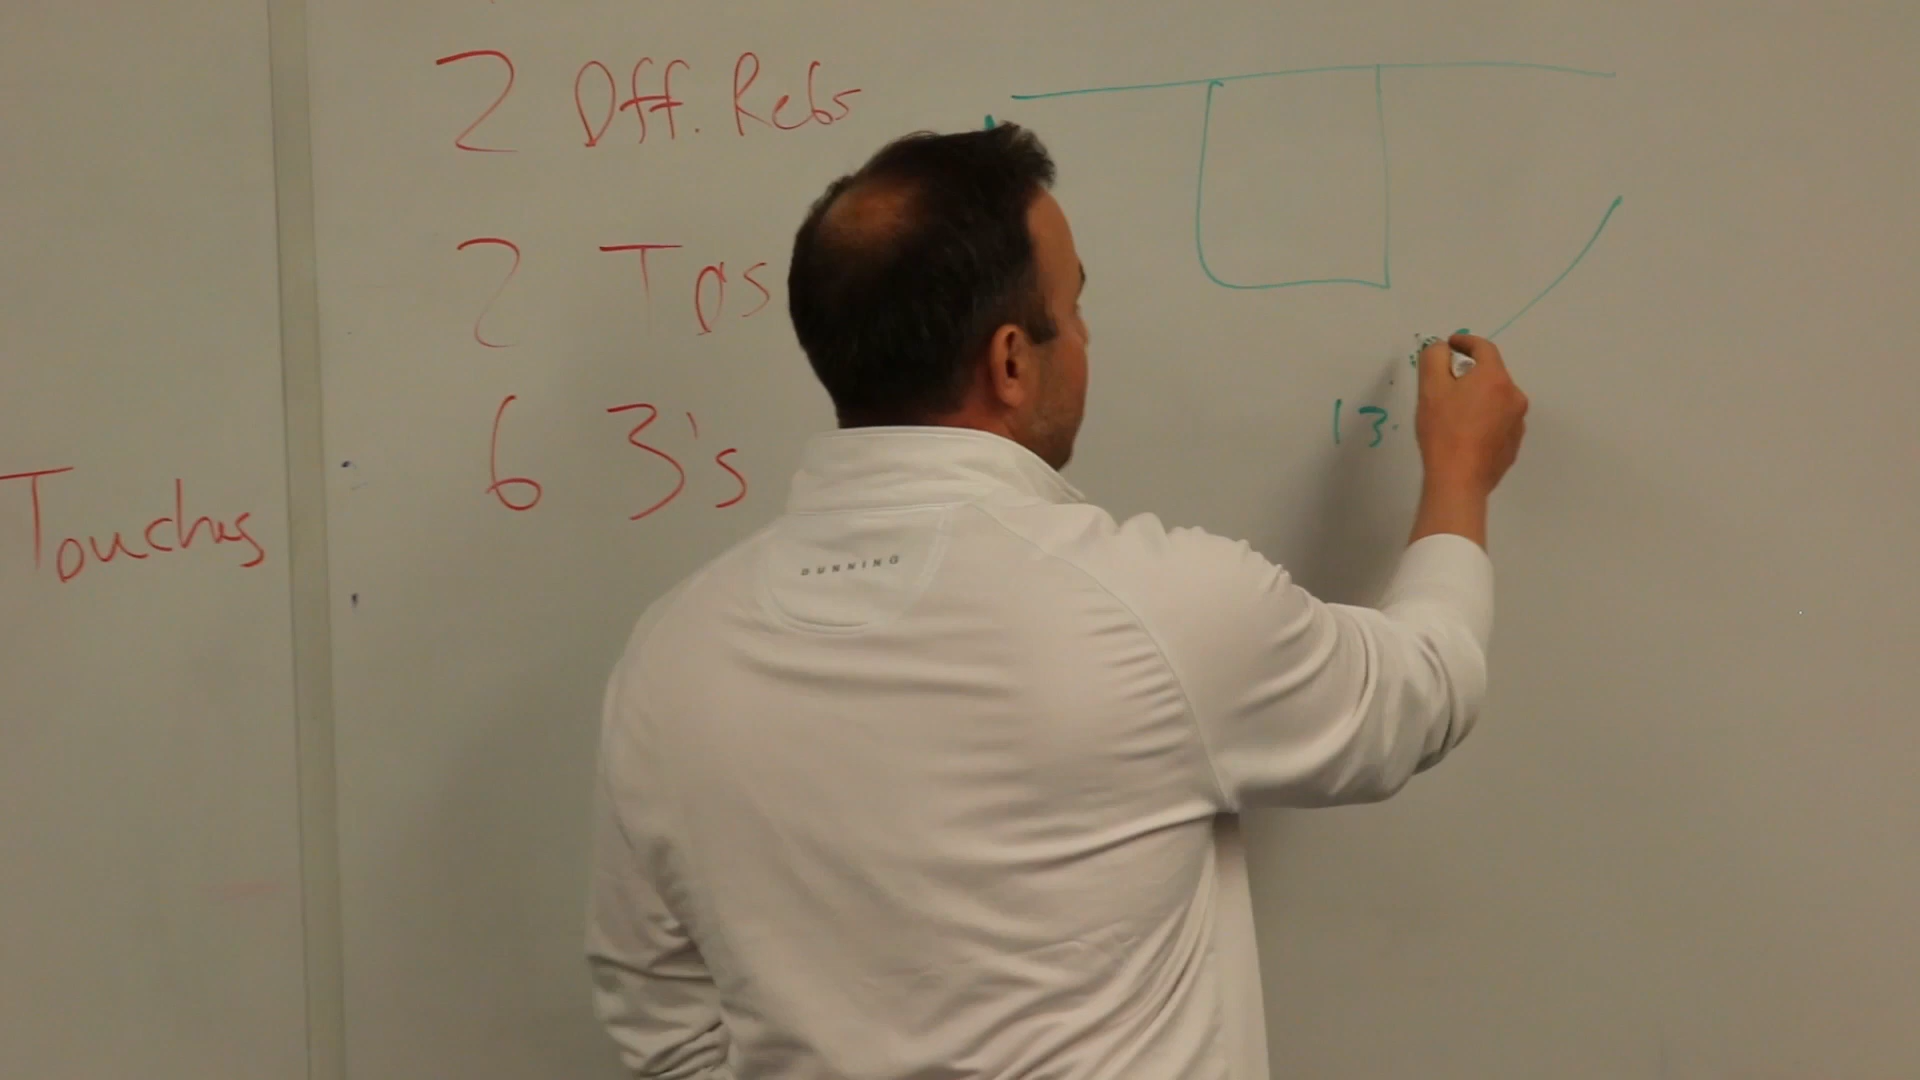 2 Off. Rebs
2 TOs
6 3's
Touches
13
DUNNING